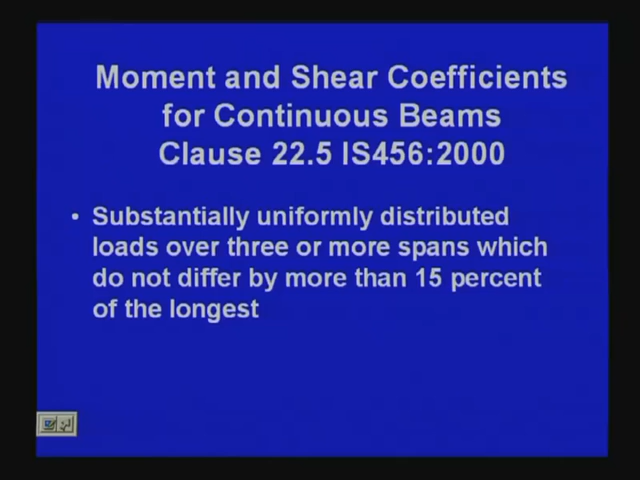 Moment and Shear Coefficients
for Continuous Beams
Clause 22.5 IS456:2000
• Substantially uniformly distributed
loads over three or more spans which
do not differ by more than 15 percent
of the longest